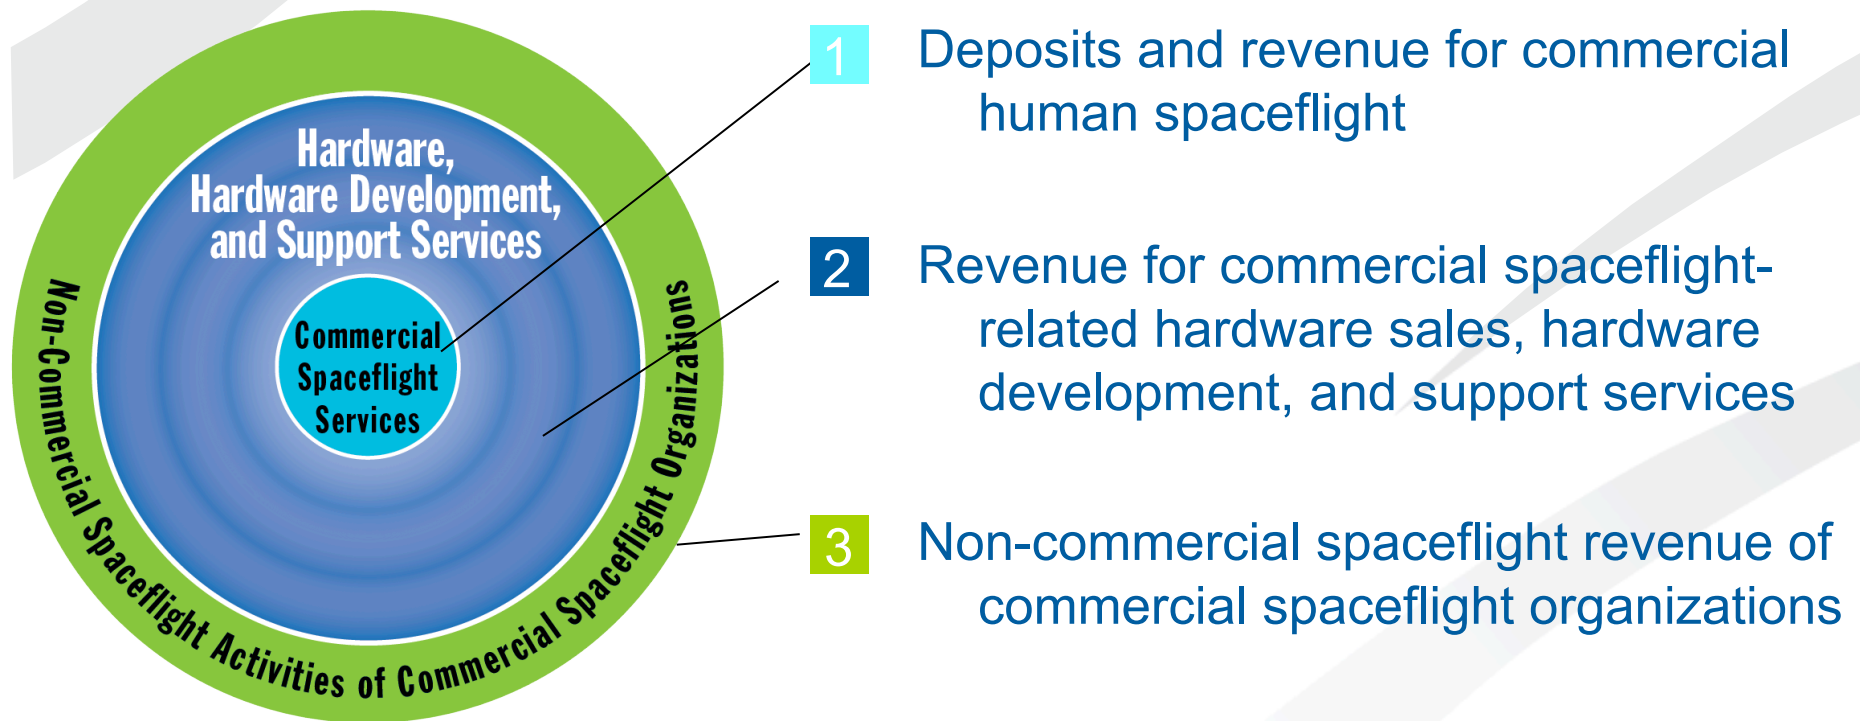 Hardware,
Hardware Development,
and Support Services
Commercial
Spaceflight
Services
Non-Commercial Spaceflight Activities of Commercial Spaceflight Organizations
1
Deposits and revenue for commercial
human spaceflight
2
Revenue for commercial spaceflight-
related hardware sales, hardware
development, and support services
3
Non-commercial spaceflight revenue of
commercial spaceflight organizations